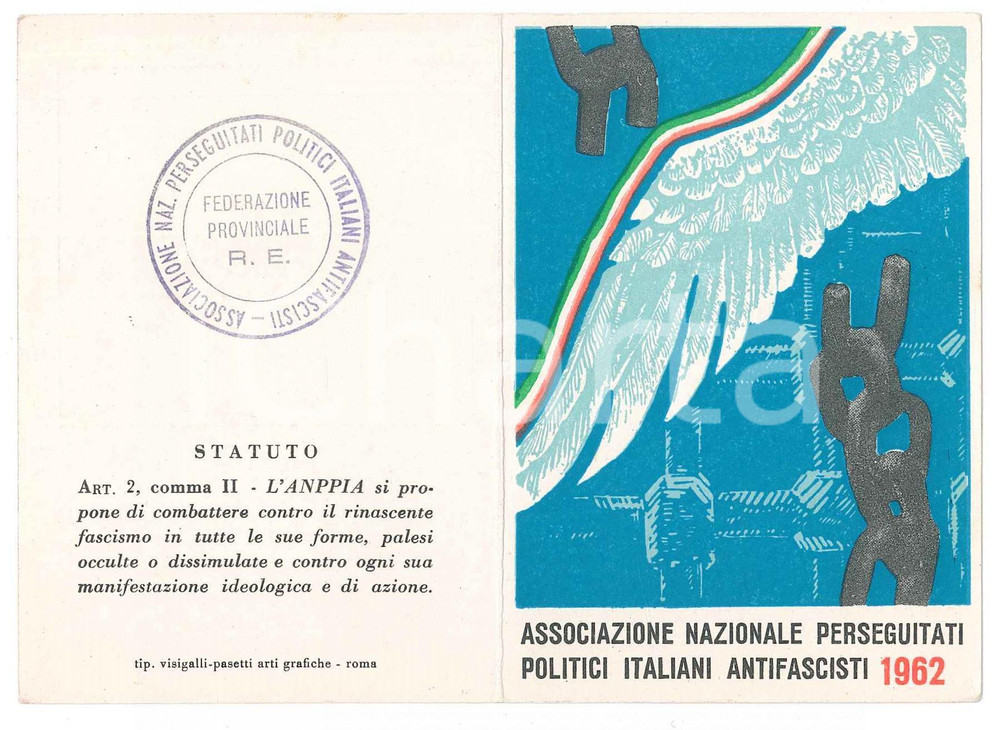 ASSOCIAZIONE NAZ. PERSEGUITATI POLITICI ITALIANI ANTIFASCISTI —
FEDERAZIONE
PROVINCIALE
R. E.
STATUTO
ART. 2, comma II - L'ANPPIA si pro-
pone di combattere contro il rinascente
fascismo in tutte le sue forme, palesi
occulte o dissimulate e contro ogni sua
manifestazione ideologica e di azione.
tip. visigalli-pasetti arti grafiche - roma
ASSOCIAZIONE NAZIONALE PERSEGUITATI
POLITICI ITALIANI ANTIFASCISTI 1962